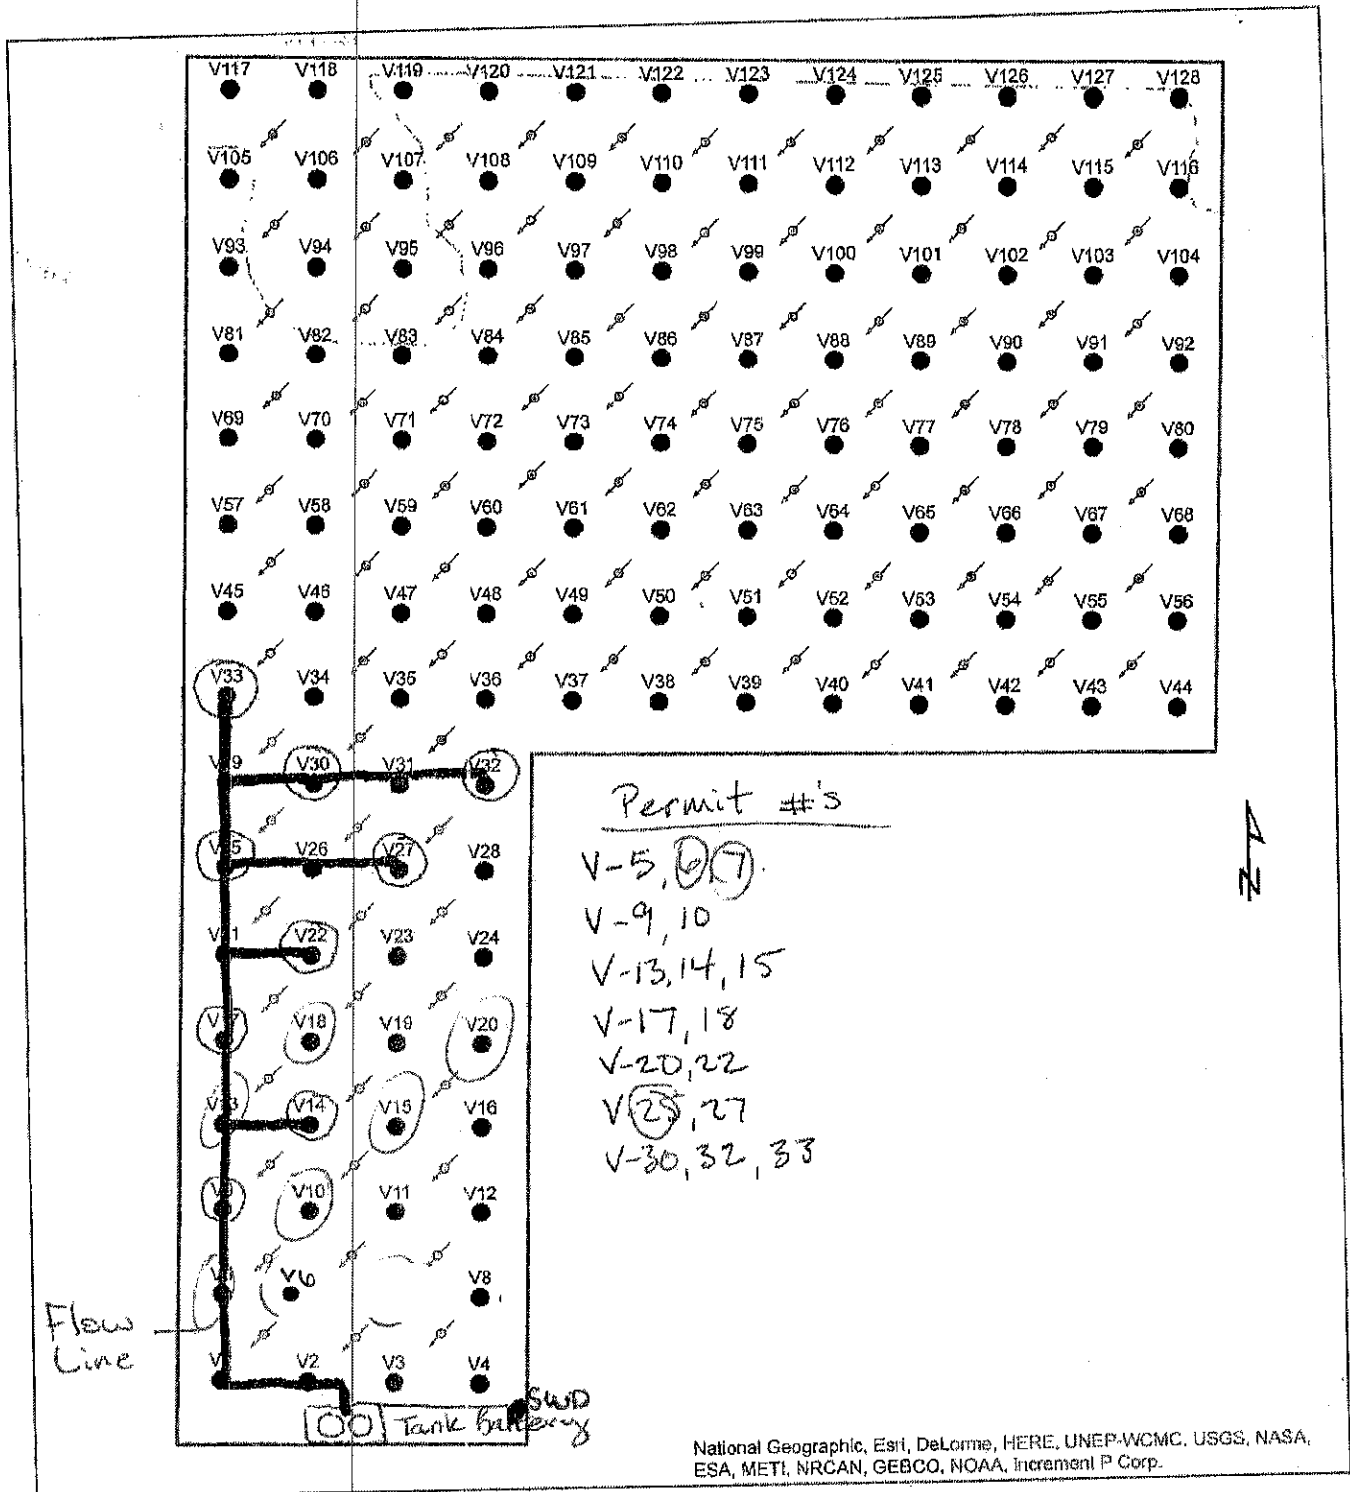 V117 V118 V119 V120 V121 V122 V123 V124 V125 V126 V127 V128
V105 V106 V107 V108 V109 V110 V111 V112 V113 V114 V115 V116
V93 V94 V95 V96 V97 V98 V99 V100 V101 V102 V103 V104
V81 V82 V83 V84 V85 V86 V87 V88 V89 V90 V91 V92
V69 V70 V71 V72 V73 V74 V75 V76 V77 V78 V79 V80
V57 V58 V59 V60 V61 V62 V63 V64 V65 V66 V67 V68
V45 V46 V47 V48 V49 V50 V51 V52 V53 V54 V55 V56
V33 V34 V35 V36 V37 V38 V39 V40 V41 V42 V43 V44
V29 V30 V31 V32
Permit #'s
V25 V26 V27 V28
V-5, 6, 7
V-9, 10
V21 V22 V23 V24
V-13, 14, 15
V17 V18 V19 V20
V-17, 18
V-20, 22
V13 V14 V15 V16
V-25, 27
V-30, 32, 33
V9 V10 V11 V12
V6 V8
Flow
Line
V2 V3 V4
SWD
Tank Battery
N
National Geographic, Esri, DeLorme, HERE, UNEP-WCMC, USGS, NASA,
ESA, METI, NRCAN, GEBCO, NOAA, Increment P Corp.